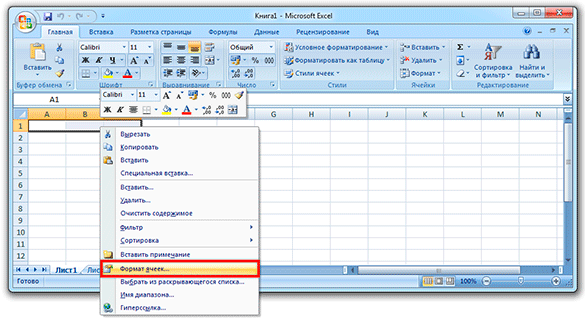 Книга1 - Microsoft Excel
Главная Вставка Разметка страницы Формулы Данные Рецензирование
Вставить
Calibri 11
Ж К Ч
Общий
% 000
Условное форматирование
Форматировать как таблицу
Стили ячеек
Вставить
Удалить
Формат
Сортировка и фильтр
Найти и выделить
Буфер обмена Шрифт Выравнивание Число Стили Ячейки Редактирование
A1
Calibri 11 % 000
Ж К
A B G H I J K L M N
1
2
3
4
5
6
7
8
9
10
11
12
13
Вырезать
Копировать
Вставить
Специальная вставка...
Вставить...
Удалить...
Очистить содержимое
Фильтр
Сортировка
Вставить примечание
Формат ячеек...
Выбрать из раскрывающегося списка...
Имя диапазона...
Гиперссылка...
Лист1
Готово 100%